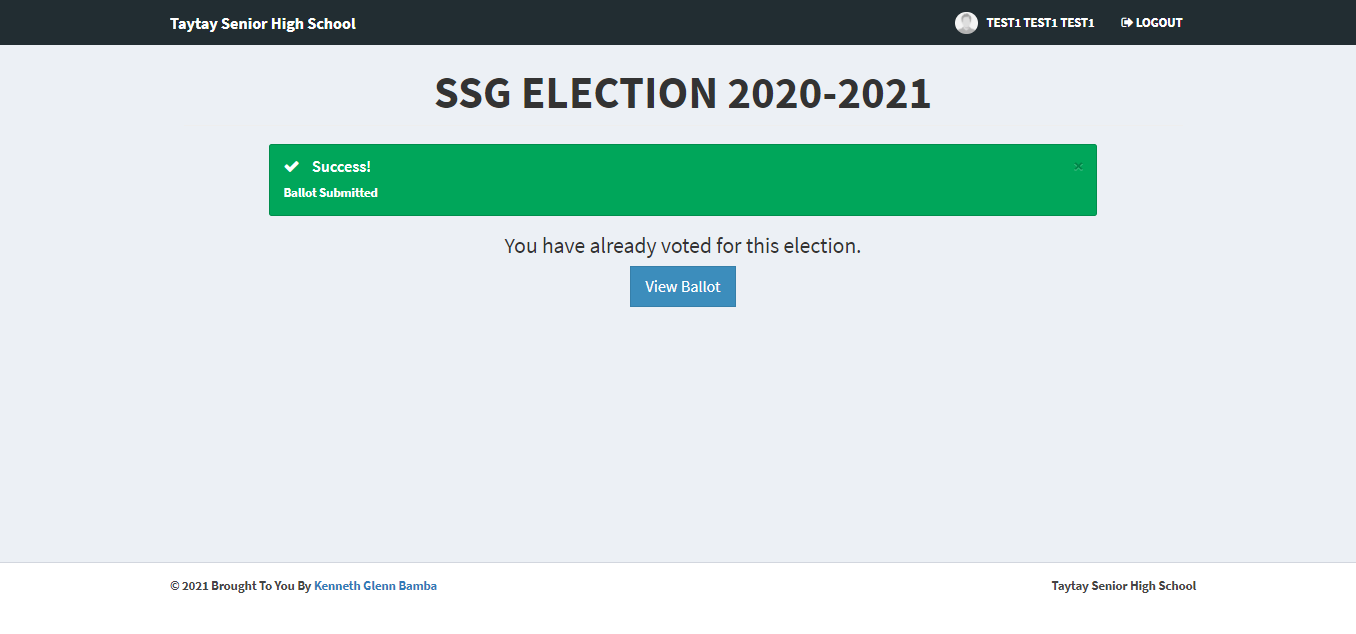 Taytay Senior High School
TEST1 TEST1 TEST1 LOGOUT
SSG ELECTION 2020-2021
Success! ×
Ballot Submitted
You have already voted for this election.
View Ballot
© 2021 Brought To You By Kenneth Glenn Bamba
Taytay Senior High School